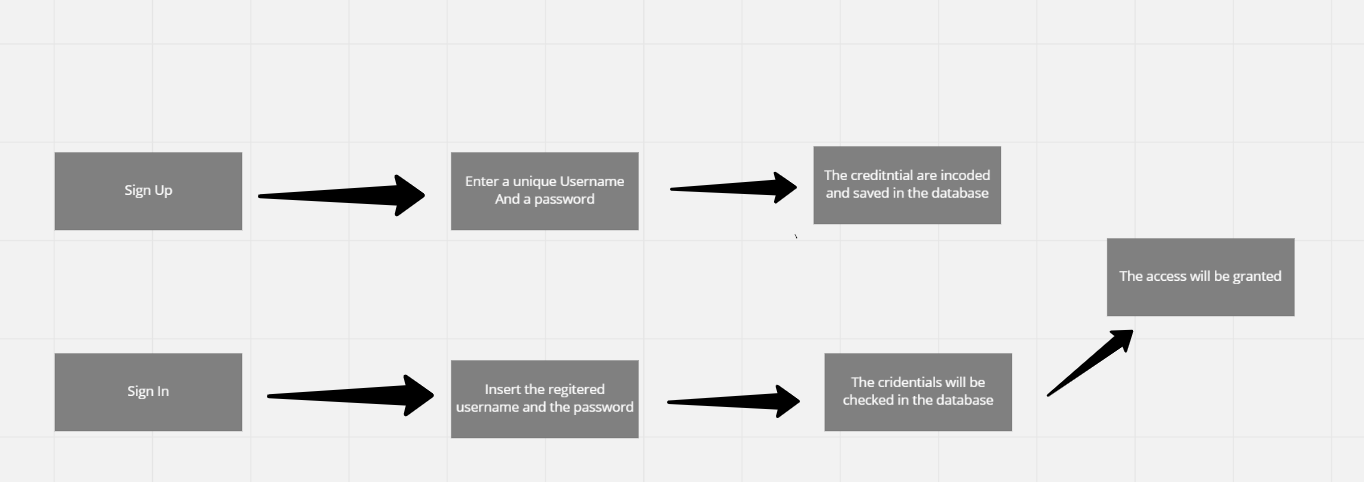 Sign Up
Enter a unique Username
And a password
The creditntial are incoded
and saved in the database
The access will be granted
Sign In
Insert the regitered
username and the password
The cridentials will be
checked in the database